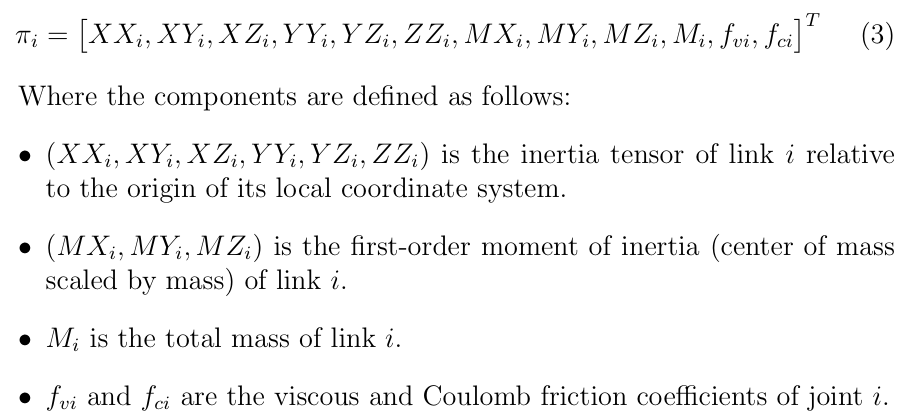 π_i = [XX_i, XY_i, XZ_i, YY_i, YZ_i, ZZ_i, MX_i, MY_i, MZ_i, M_i, f_{vi}, f_{ci}]^T (3)
Where the components are defined as follows:
• (XX_i, XY_i, XZ_i, YY_i, YZ_i, ZZ_i) is the inertia tensor of link i relative
to the origin of its local coordinate system.
• (MX_i, MY_i, MZ_i) is the first-order moment of inertia (center of mass
scaled by mass) of link i.
• M_i is the total mass of link i.
• f_{vi} and f_{ci} are the viscous and Coulomb friction coefficients of joint i.